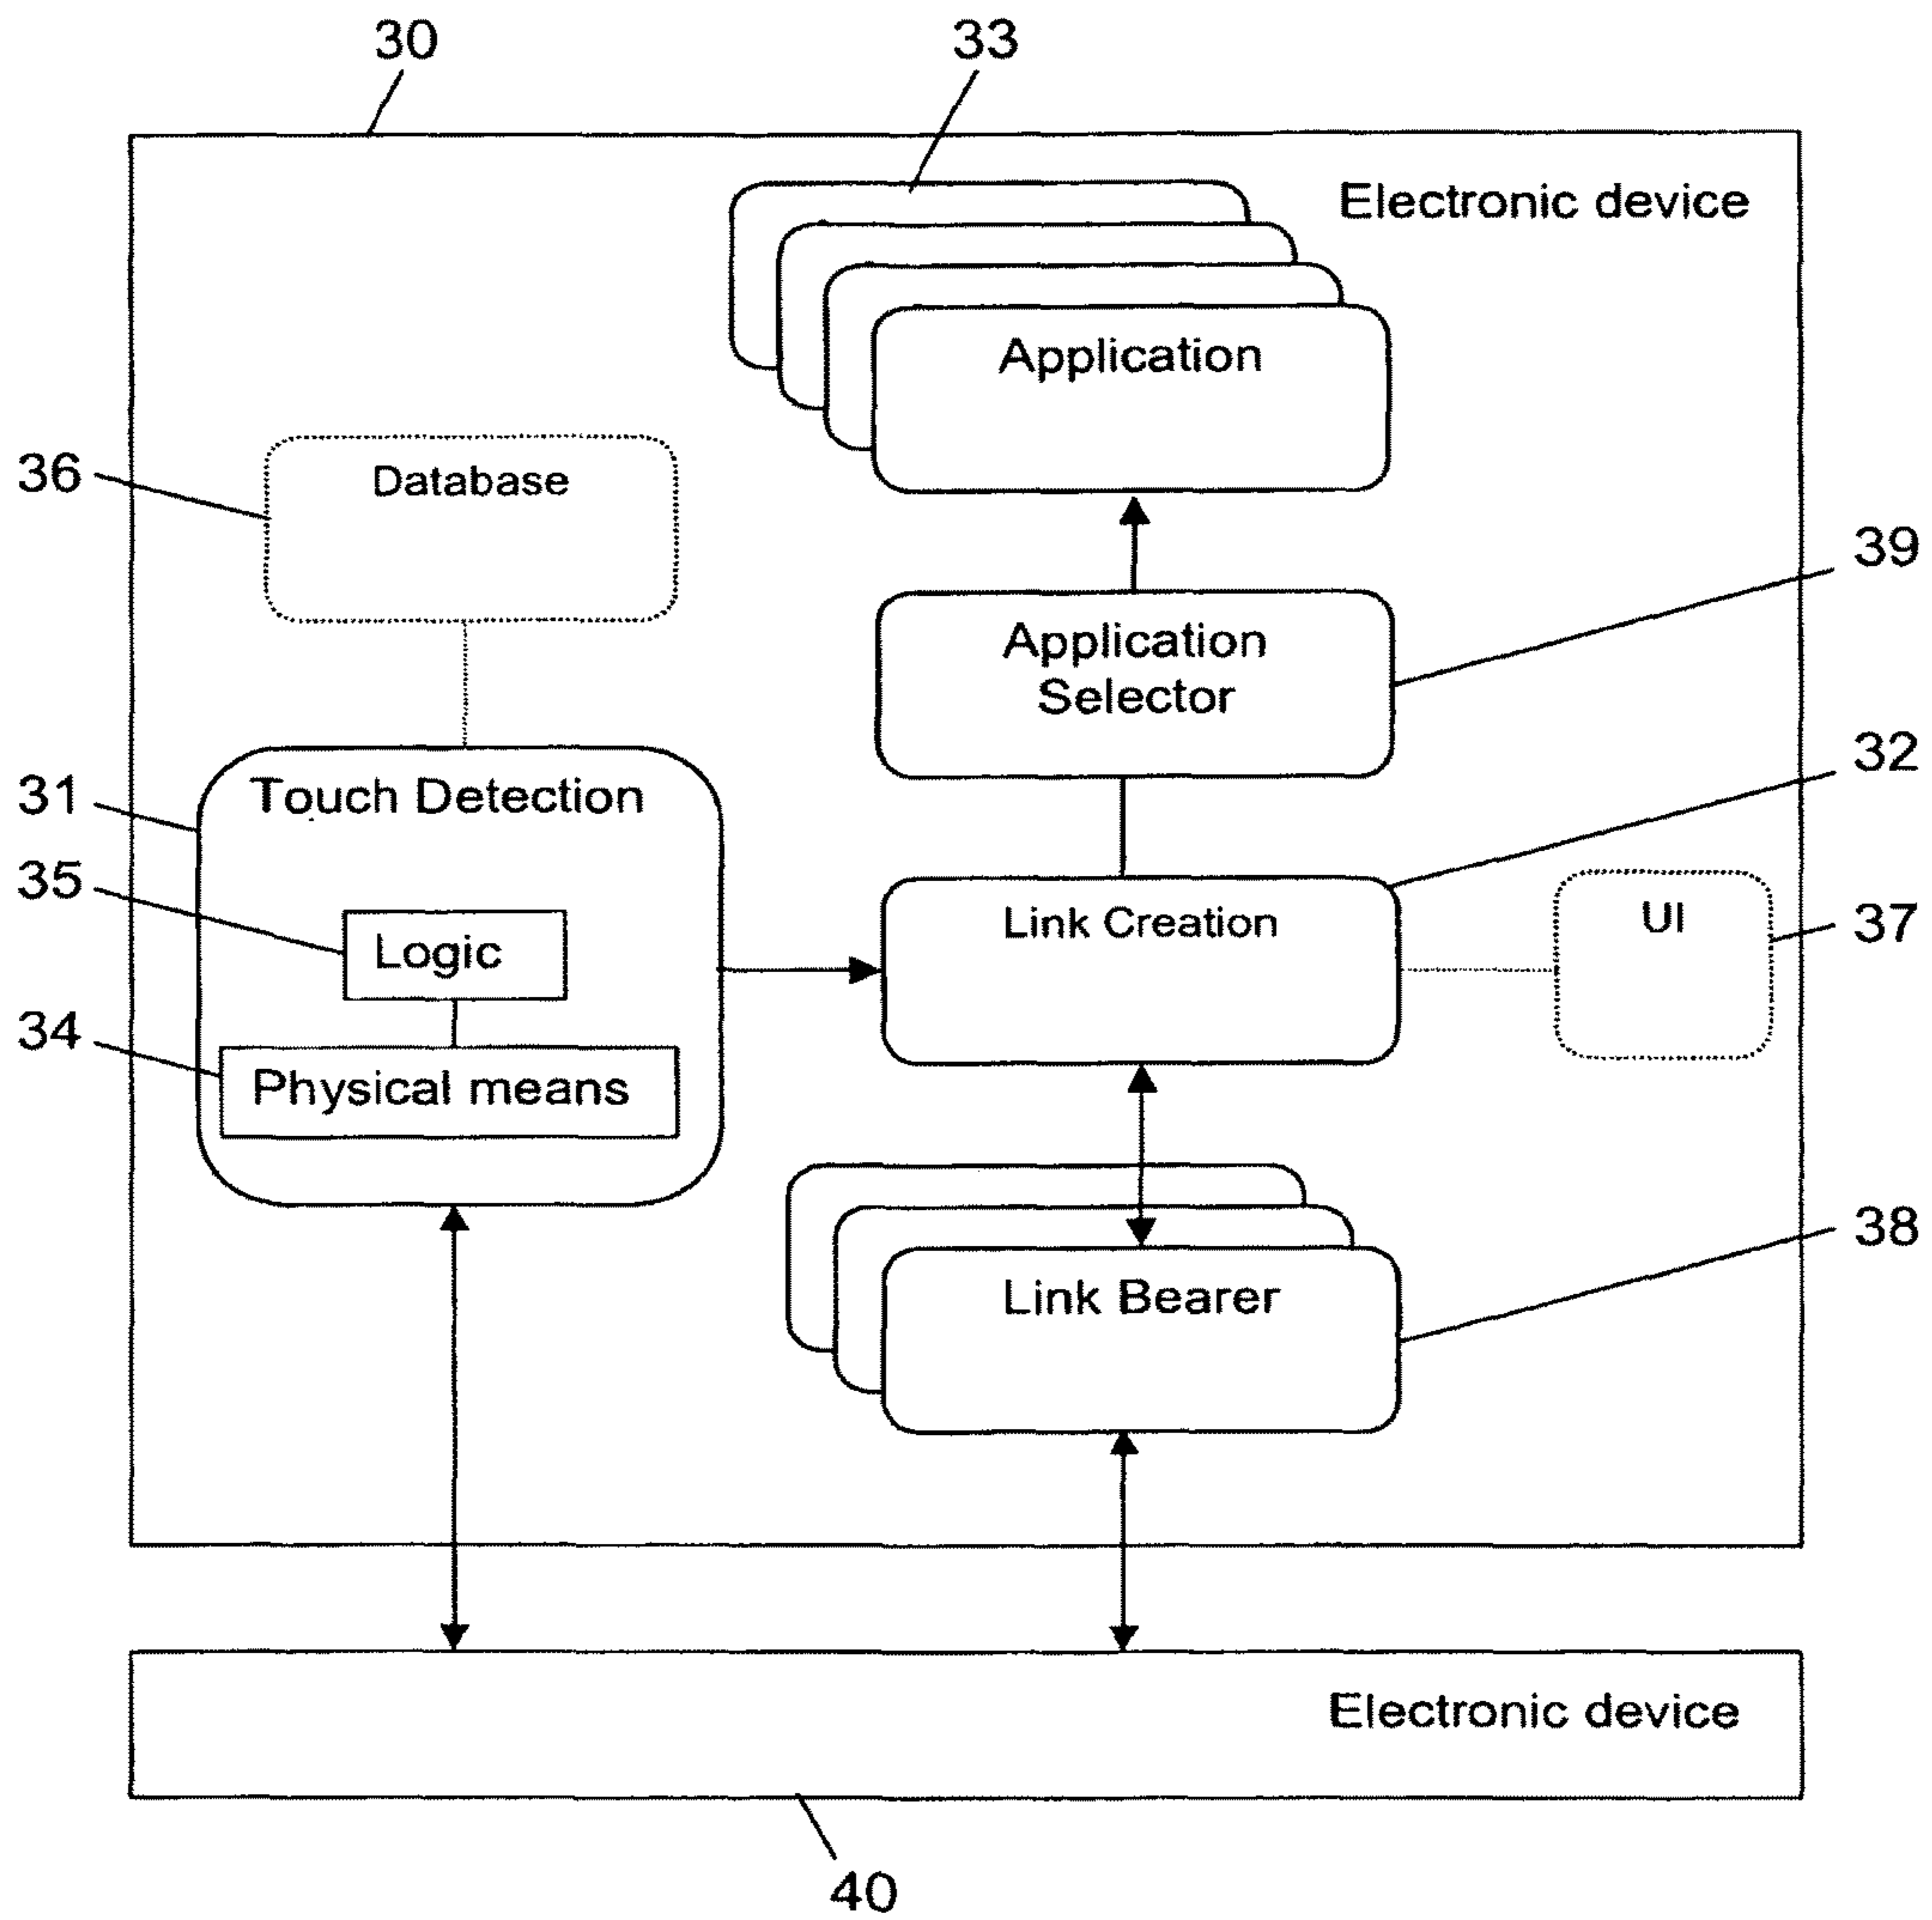 30
33
Electronic device
Application
36
Database
39
Application
Selector
32
31
Touch Detection
35
Logic
Link Creation
UI
37
34
Physical means
38
Link Bearer
Electronic device
40